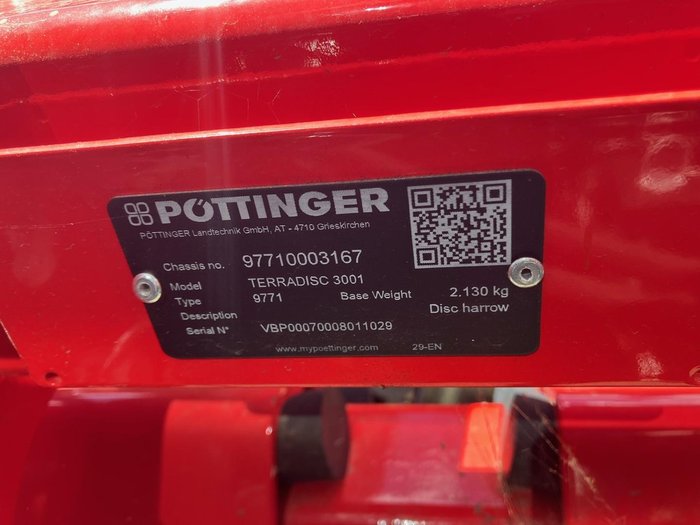 PÖTTINGER
PÖTTINGER Landtechnik GmbH, AT - 4710 Grieskirchen
Chassis no. 97710003167
Model TERRADISC 3001
Type 9771 Base Weight 2.130 kg
Description Disc harrow
Serial N° VBP00070008011029
www.mypoettinger.com 29-EN